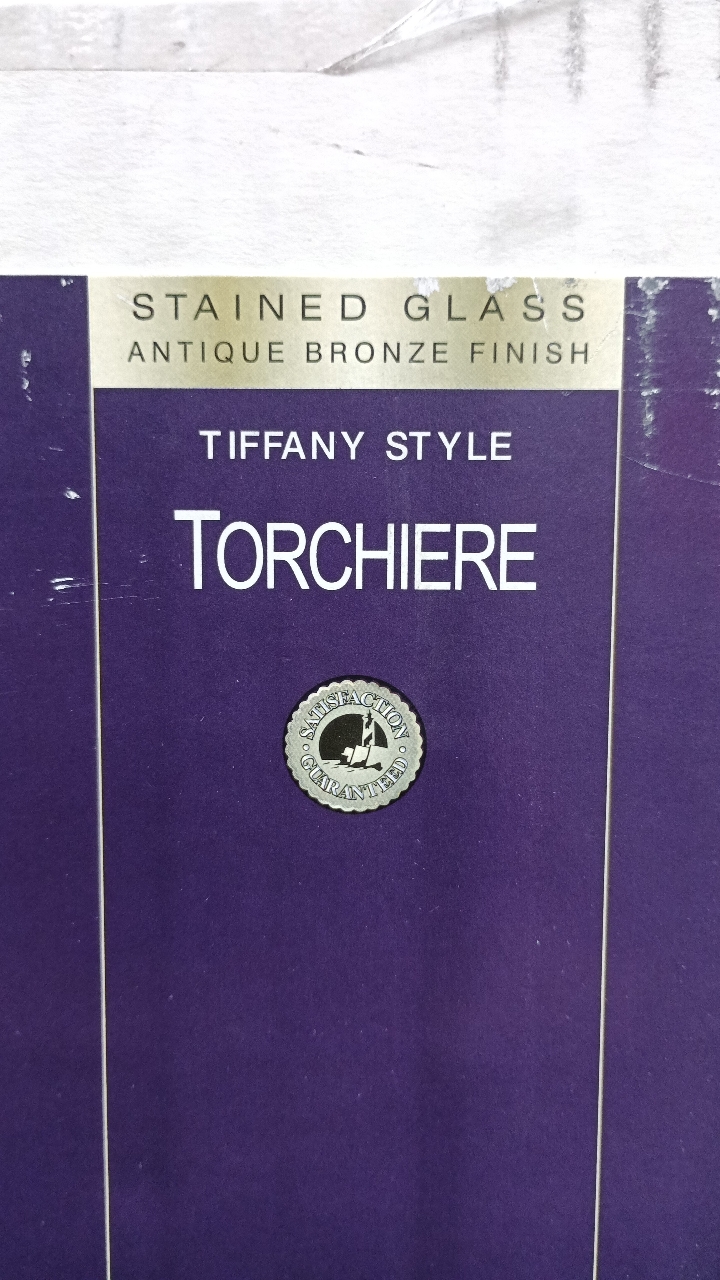 STAINED GLASS
ANTIQUE BRONZE FINISH
TIFFANY STYLE
TORCHIERE
SATISFACTION
GUARANTEED